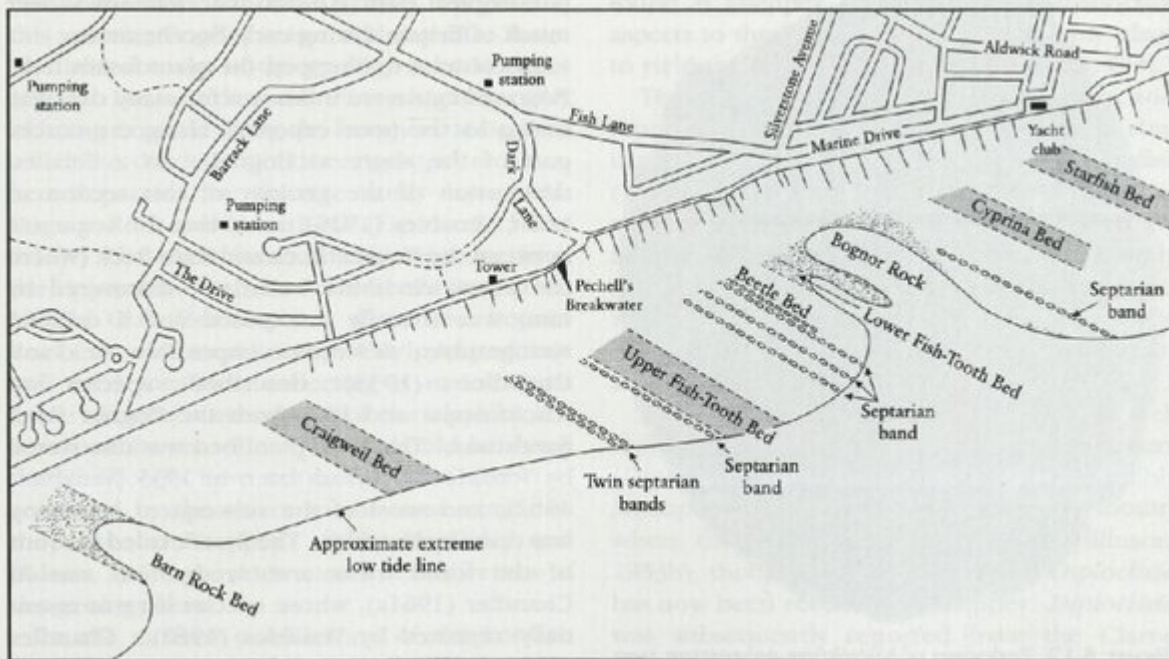 Pumping
station
Pumping
station
Pumping
station
Barrack Lane
The Drive
Dark
Lane
Fish Lane
Silverstone Avenue
Aldwick Road
Marine Drive
Yacht
club
Tower
Pechell's
Breakwater
Starfish Bed
Cyprina Bed
Bognor Rock
Septarian
band
Beetle Bed
Lower Fish-Tooth Bed
Septarian
band
Upper Fish-Tooth Bed
Septarian
band
Twin septarian
bands
Craigweil Bed
Approximate extreme
low tide line
Barn Rock Bed